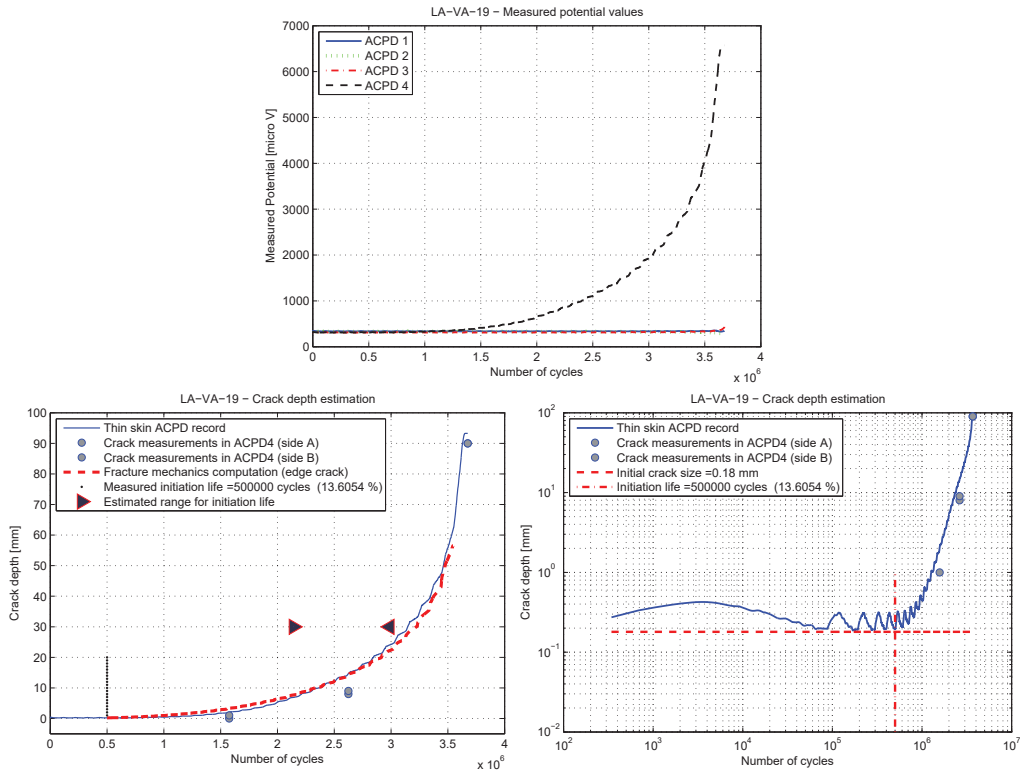 LA−VA−19 − Measured potential values
Measured Potential [micro V]
7000
6000
5000
4000
3000
2000
1000
0
ACPD 1
ACPD 2
ACPD 3
ACPD 4
0 0.5 1 1.5 2 2.5 3 3.5 4
Number of cycles
x 10^6
LA−VA−19 − Crack depth estimation
Crack depth [mm]
100
90
80
70
60
50
40
30
20
10
0
Thin skin ACPD record
Crack measurements in ACPD4 (side A)
Crack measurements in ACPD4 (side B)
Fracture mechanics computation (edge crack)
Measured initiation life =500000 cycles (13.6054 %)
Estimated range for initiation life
0 0.5 1 1.5 2 2.5 3 3.5 4
Number of cycles
x 10^6
LA−VA−19 − Crack depth estimation
Crack depth [mm]
10^2
10^1
10^0
10^−1
10^−2
Thin skin ACPD record
Crack measurements in ACPD4 (side A)
Crack measurements in ACPD4 (side B)
Initial crack size =0.18 mm
Initiation life =500000 cycles (13.6054 %)
10^2 10^3 10^4 10^5 10^6 10^7
Number of cycles